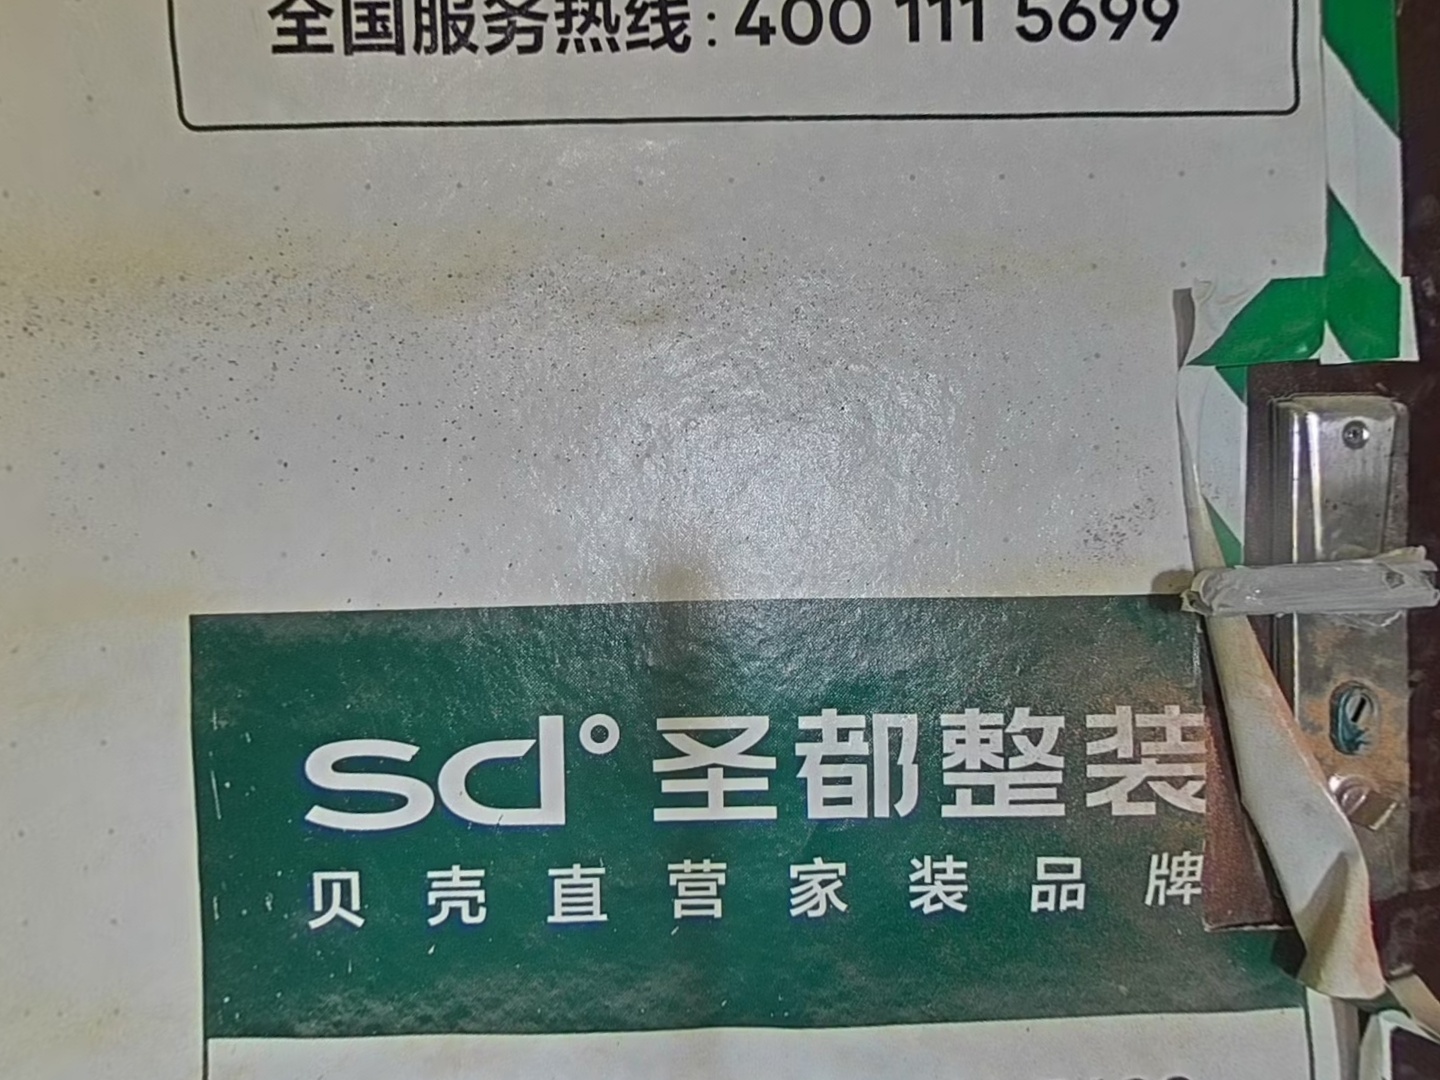 全国服务热线：400 111 5699
sd° 圣都整装
贝壳直营家装品牌